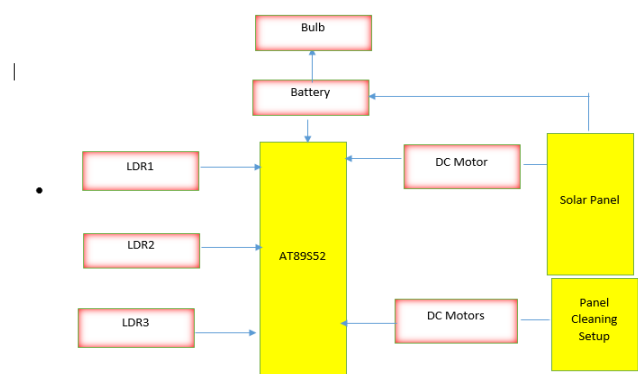 Bulb
Battery
LDR1
DC Motor
Solar Panel
LDR2
AT89S52
LDR3
DC Motors
Panel
Cleaning
Setup